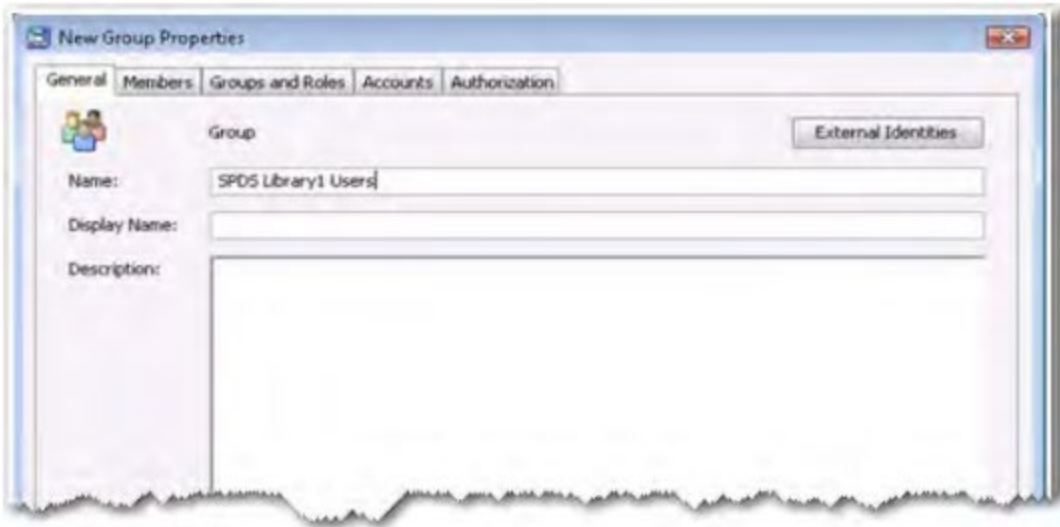 New Group Properties
General Members Groups and Roles Accounts Authorization
Group
External Identities
Name: SPDS Library1 Users
Display Name:
Description: